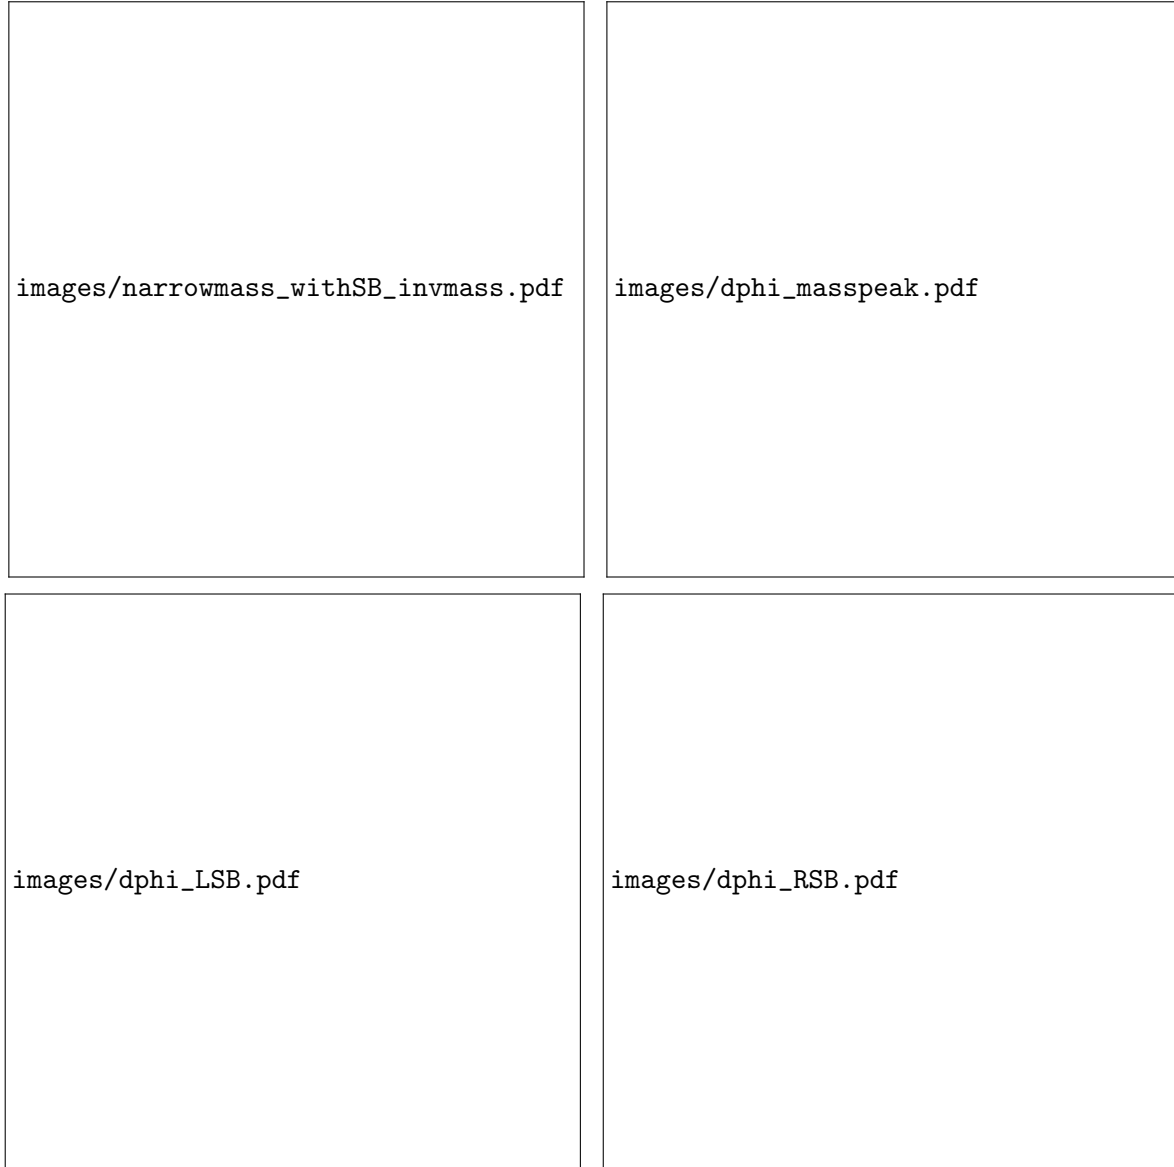 images/narrowmass_withSB_invmass.pdf
images/dphi_masspeak.pdf
images/dphi_LSB.pdf
images/dphi_RSB.pdf